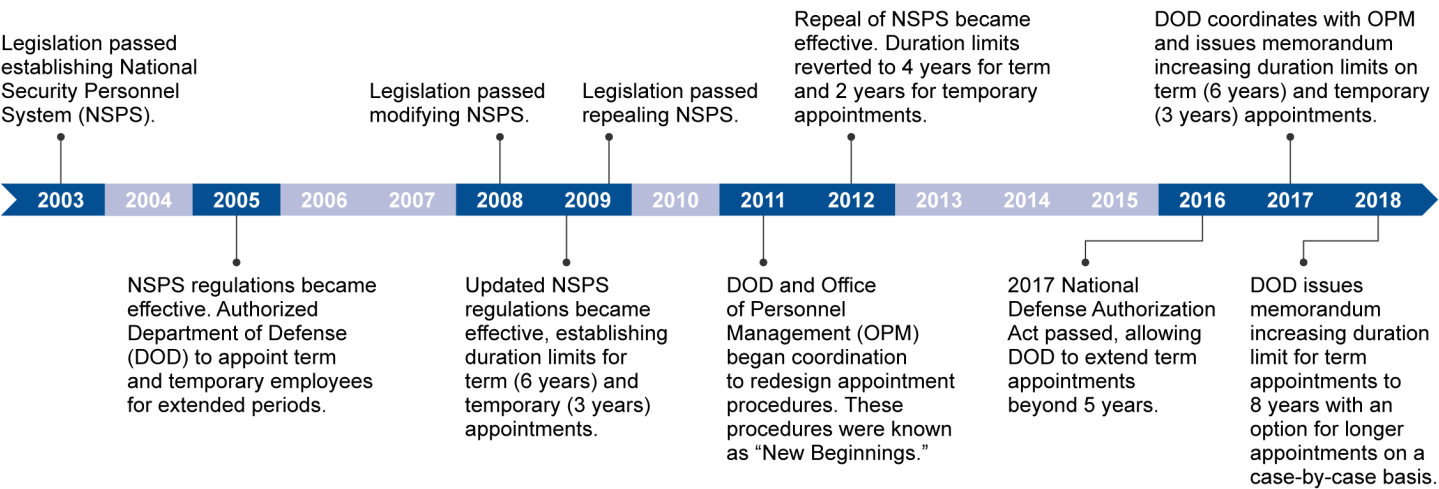 Legislation passed
establishing National
Security Personnel
System (NSPS).
Legislation passed
modifying NSPS.
Legislation passed
repealing NSPS.
Repeal of NSPS became
effective. Duration limits
reverted to 4 years for term
and 2 years for temporary
appointments.
DOD coordinates with OPM
and issues memorandum
increasing duration limits on
term (6 years) and temporary
(3 years) appointments.
2003 2004 2005 2006 2007 2008 2009 2010 2011 2012 2013 2014 2015 2016 2017 2018
NSPS regulations became
effective. Authorized
Department of Defense
(DOD) to appoint term
and temporary employees
for extended periods.
Updated NSPS
regulations became
effective, establishing
duration limits for
term (6 years) and
temporary (3 years)
appointments.
DOD and Office
of Personnel
Management (OPM)
began coordination
to redesign appointment
procedures. These
procedures were known
as “New Beginnings.”
2017 National
Defense Authorization
Act passed, allowing
DOD to extend term
appointments
beyond 5 years.
DOD issues
memorandum
increasing duration
limit for term
appointments to
8 years with an
option for longer
appointments on a
case-by-case basis.